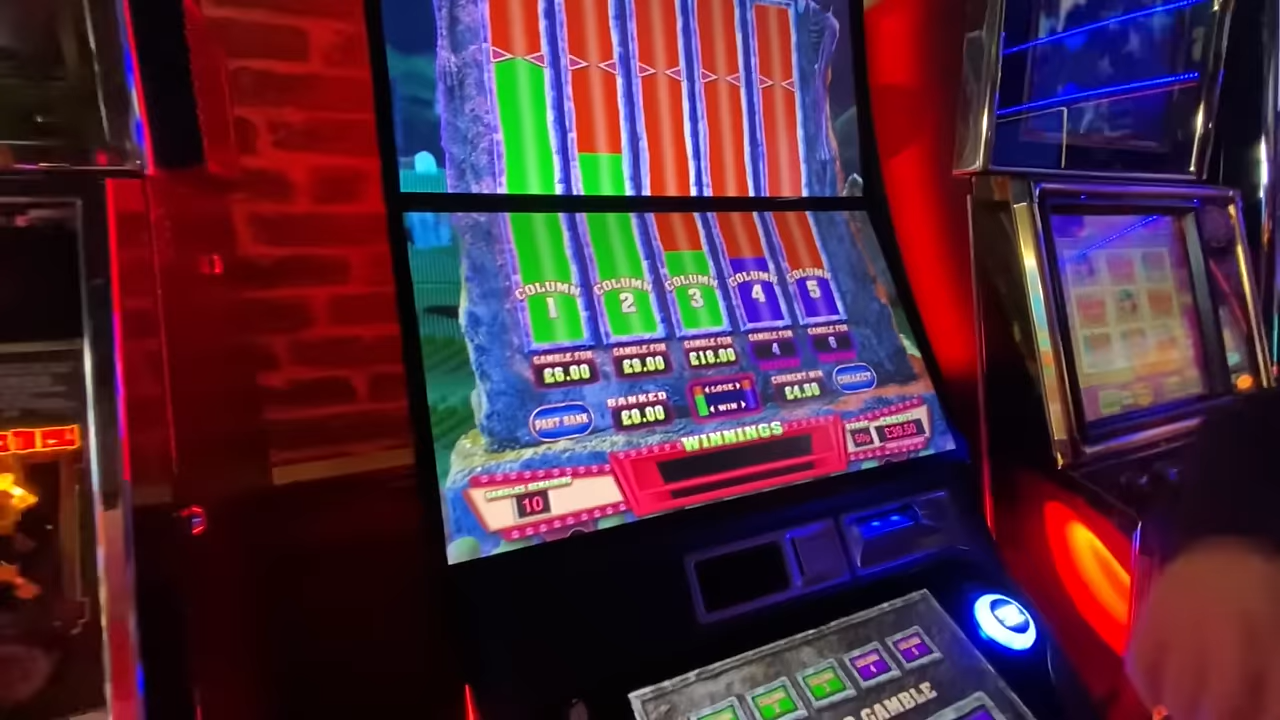 COLUMN 1
COLUMN 2
COLUMN 3
COLUMN 4
COLUMN 5
GAMBLE FOR £6.00
GAMBLE FOR £9.00
GAMBLE FOR £18.00
GAMBLE FOR 4
GAMBLE FOR 6
PART BANK
BANKED £0.00
LOSE
WIN
CURRENT WIN
COLLECT
WINNINGS
STAKE 50p
CREDIT £39.50
GAMBLES REMAINING
10
GAMBLE